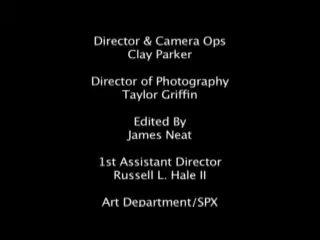 Director & Camera Ops
Clay Parker
Director of Photography
Taylor Griffin
Edited By
James Neat
1st Assistant Director
Russell L. Hale II
Art Department/SPX